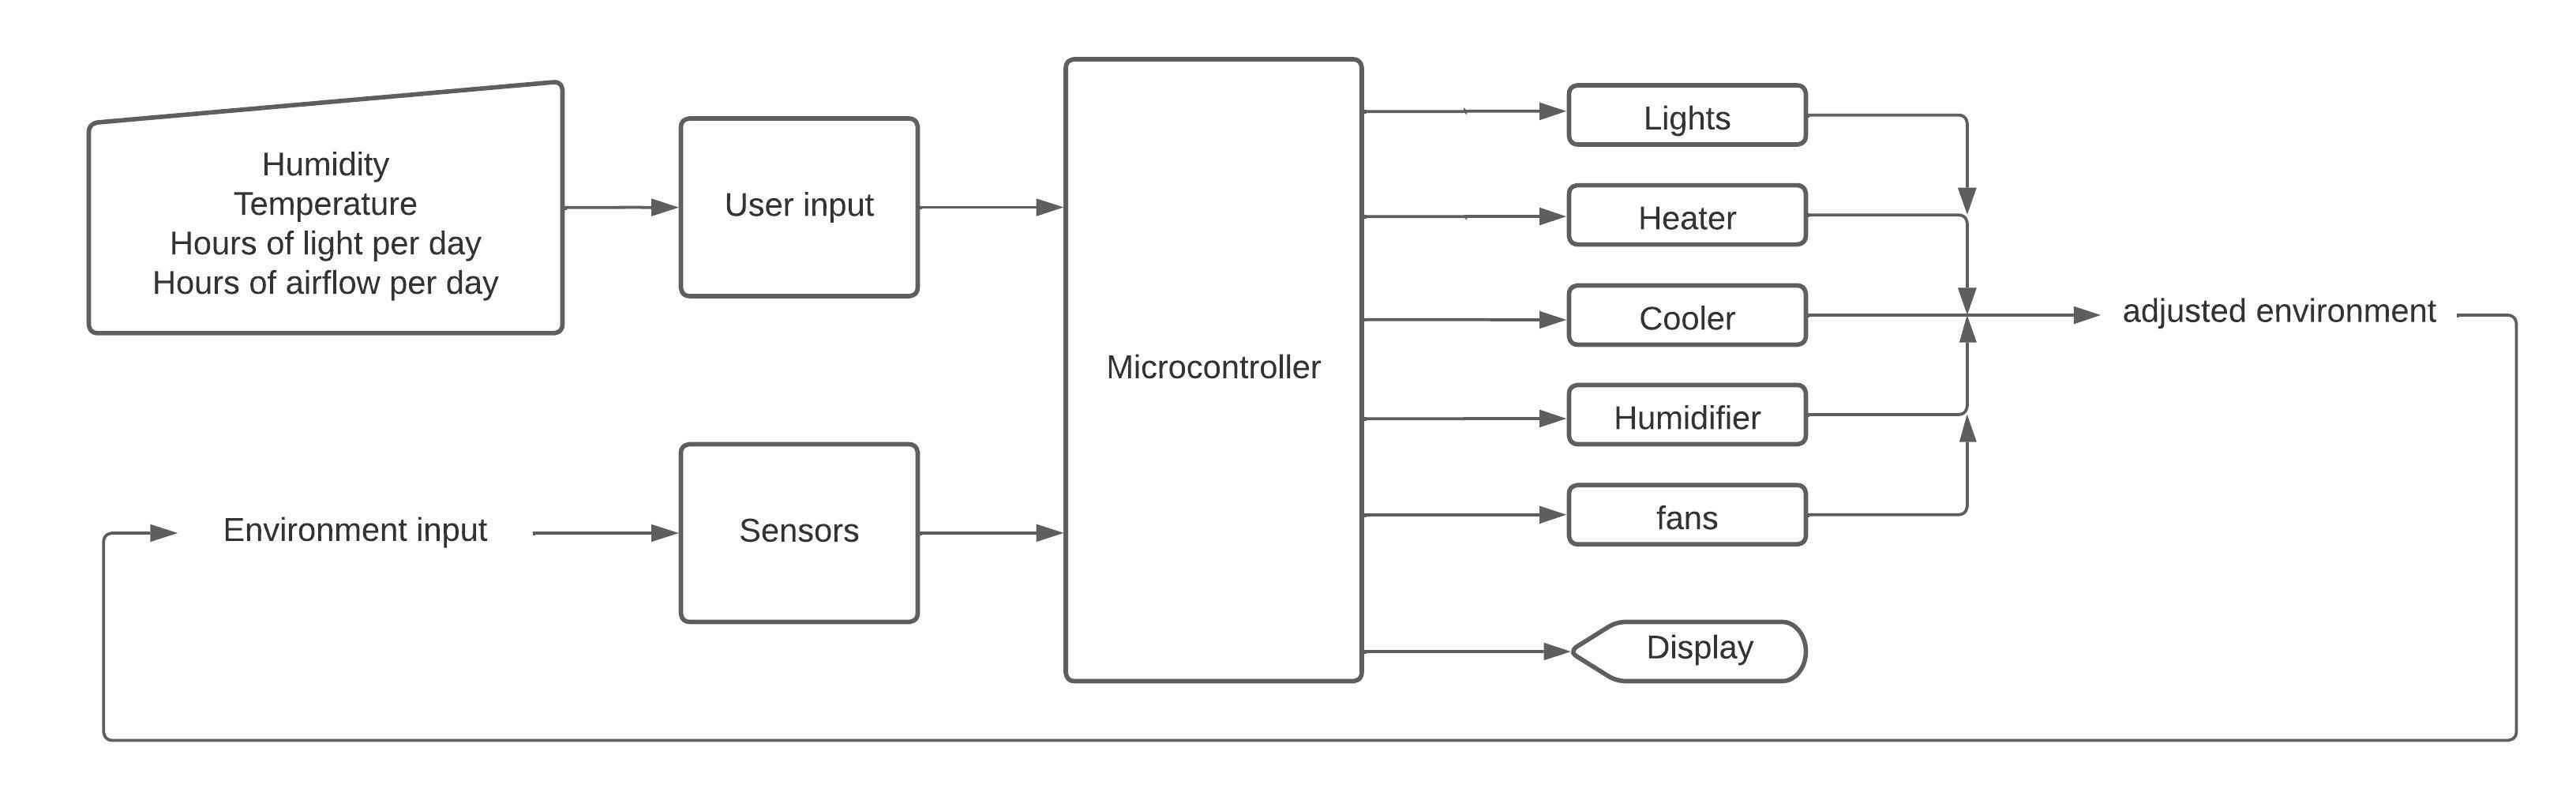 Humidity
Temperature
Hours of light per day
Hours of airflow per day
User input
Environment input
Sensors
Microcontroller
Lights
Heater
Cooler
Humidifier
fans
Display
adjusted environment